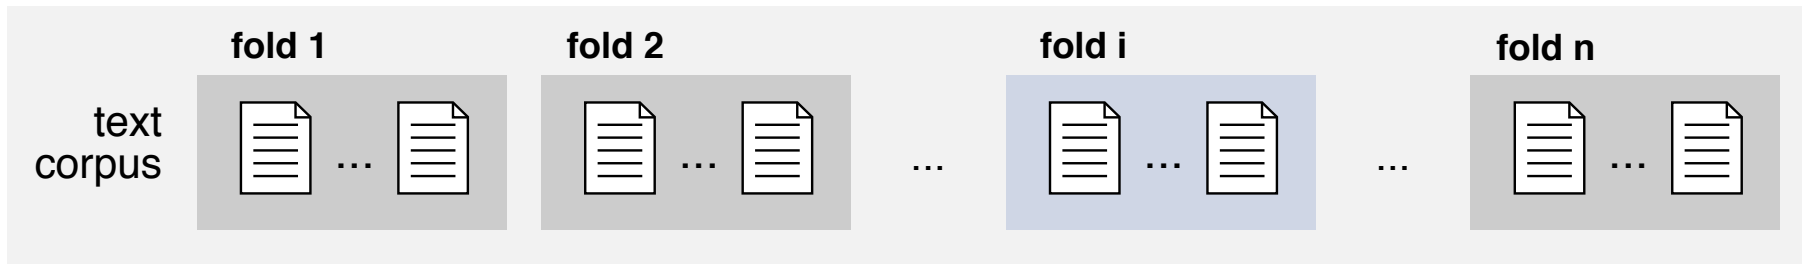 fold 1
fold 2
fold i
fold n
text
corpus
... ... ... ... ... ...